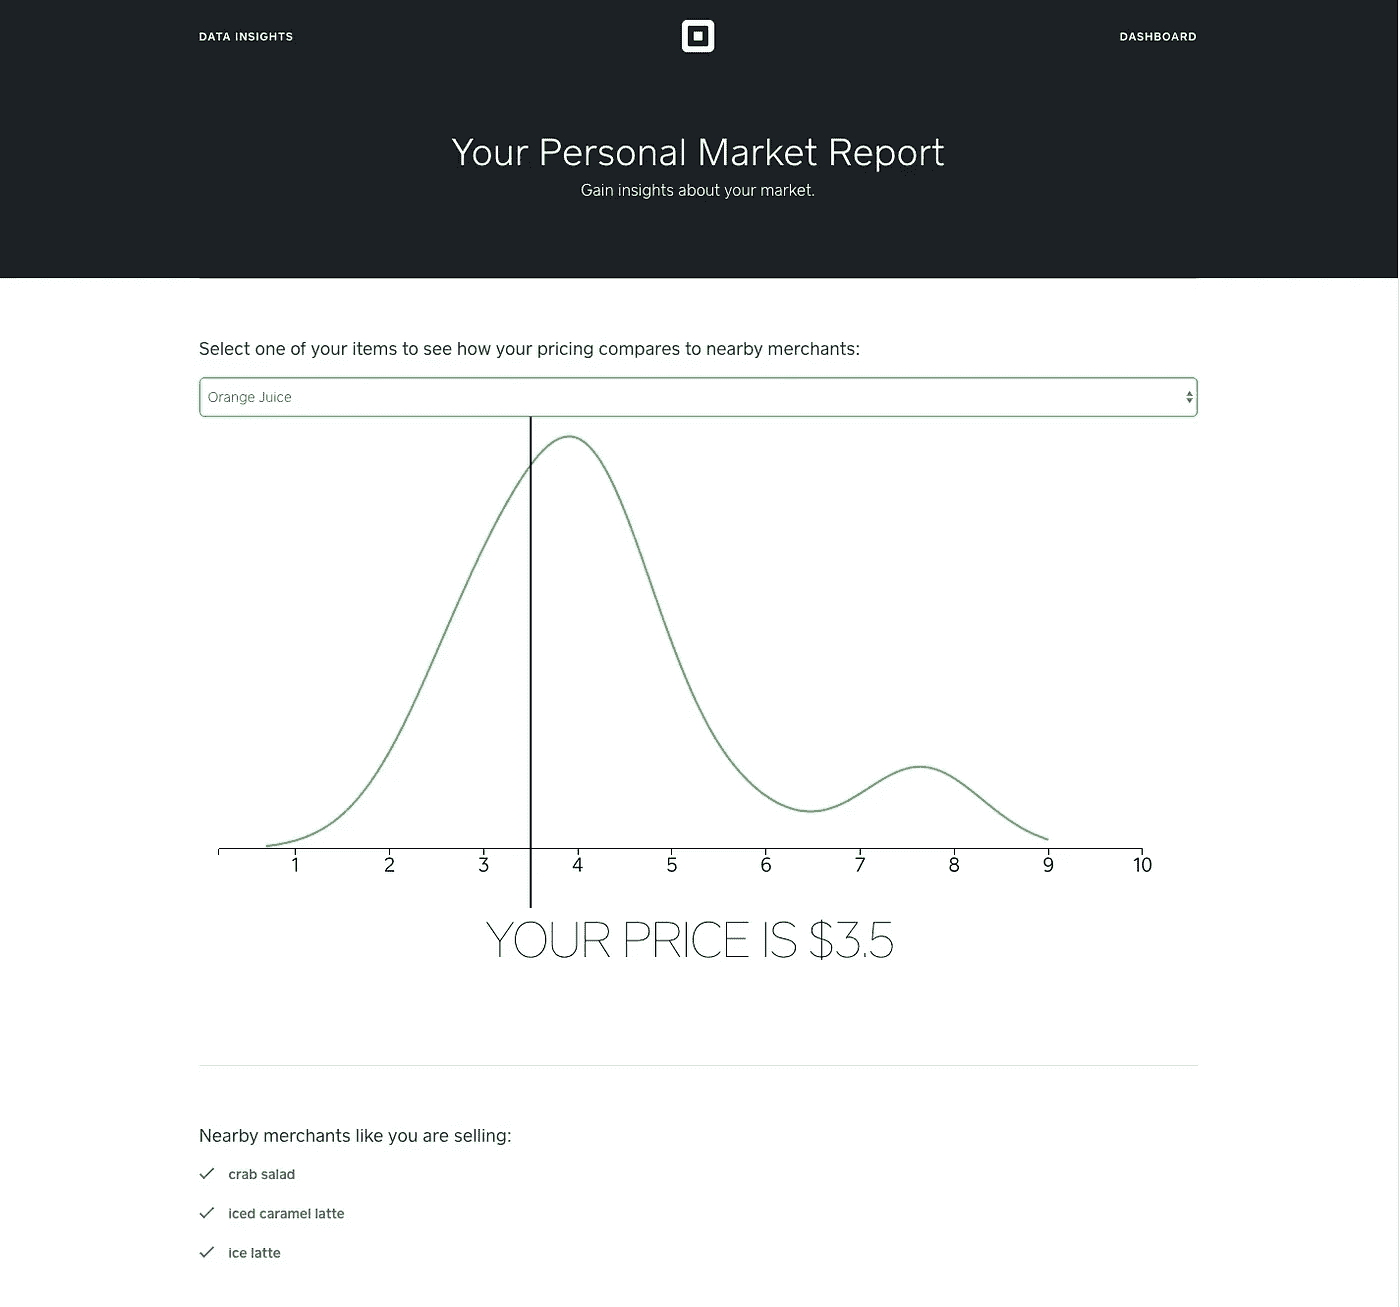 DATA INSIGHTS
DASHBOARD
Your Personal Market Report
Gain insights about your market.
Select one of your items to see how your pricing compares to nearby merchants:
Orange Juice
1 2 3 4 5 6 7 8 9 10
YOUR PRICE IS $3.5
Nearby merchants like you are selling:
crab salad
iced caramel latte
ice latte